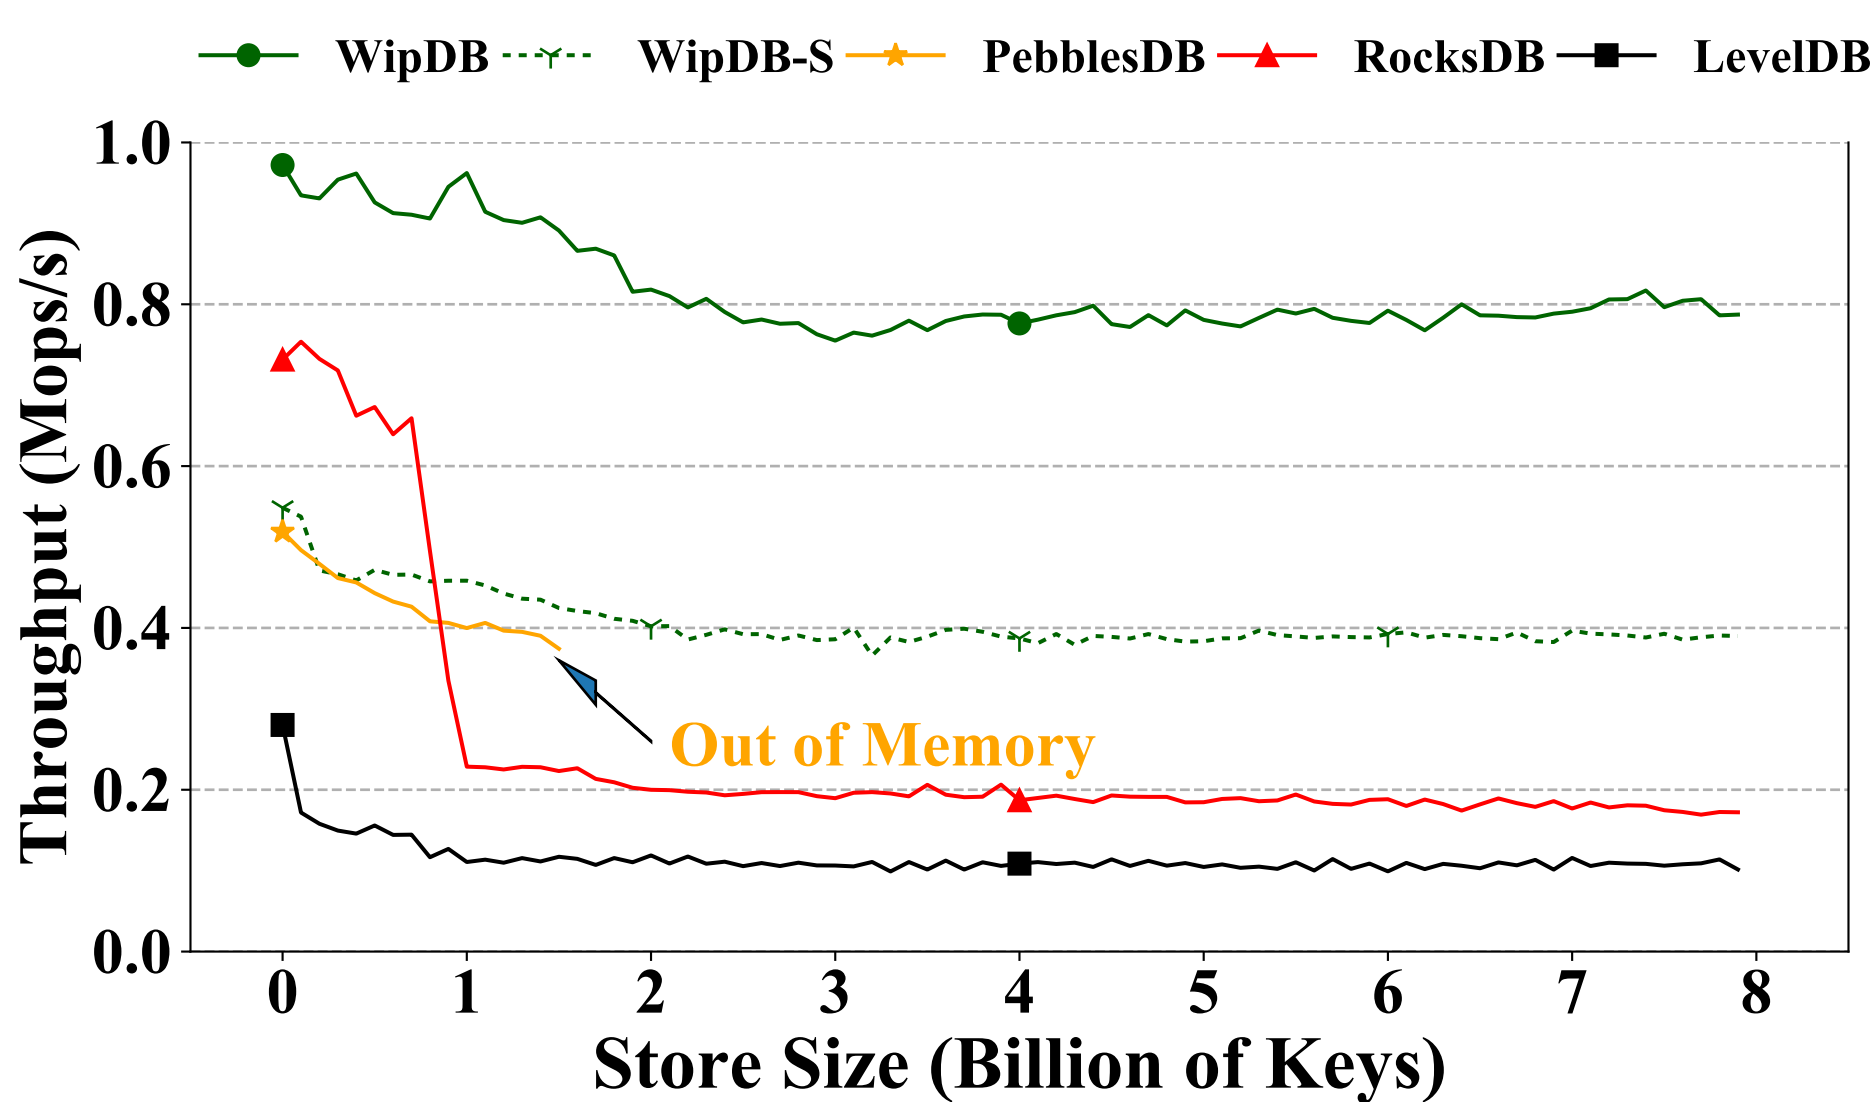 WipDB WipDB-S PebblesDB RocksDB LevelDB
1.0
0.8
0.6
0.4
0.2
0.0
Throughput (Mops/s)
Out of Memory
0 1 2 3 4 5 6 7 8
Store Size (Billion of Keys)